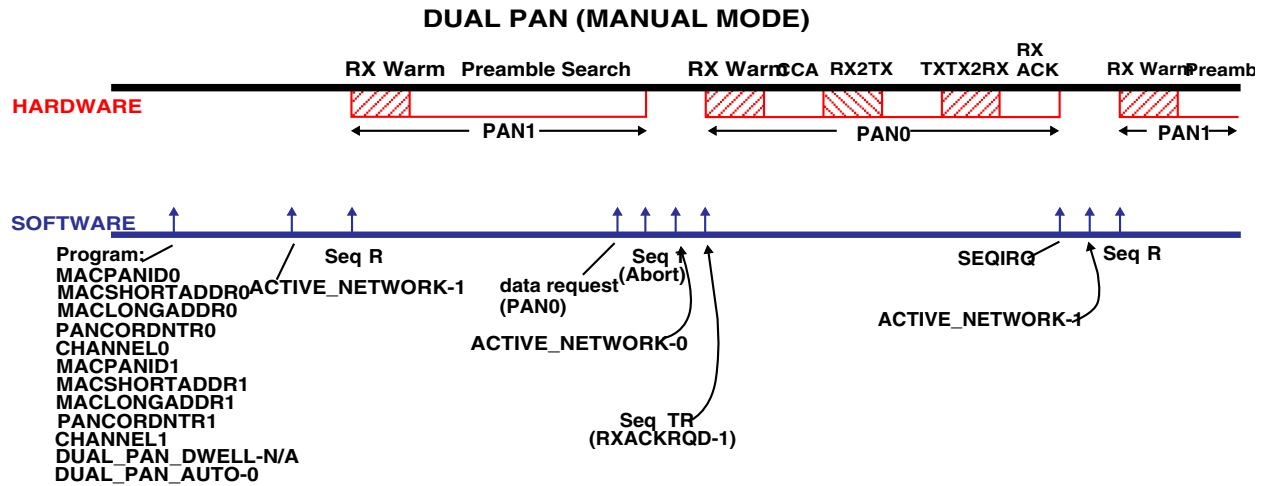 DUAL PAN (MANUAL MODE)
RX Warm Preamble Search RX Warm CCA RX2TX TXTX2RX RX ACK RX Warm Preamb
HARDWARE
PAN1 PAN0 PAN1
SOFTWARE
Program:
MACPANID0
MACSHORTADDR0
MACLONGADDR0
PANCORDNTR0
CHANNEL0
MACPANID1
MACSHORTADDR1
MACLONGADDR1
PANCORDNTR1
CHANNEL1
DUAL_PAN_DWELL-N/A
DUAL_PAN_AUTO-0
ACTIVE_NETWORK-1
Seq R
data request
(PAN0)
Seq
(Abort)
ACTIVE_NETWORK-0
Seq TR
(RXACKRQD-1)
SEQIRQ
ACTIVE_NETWORK-1
Seq R